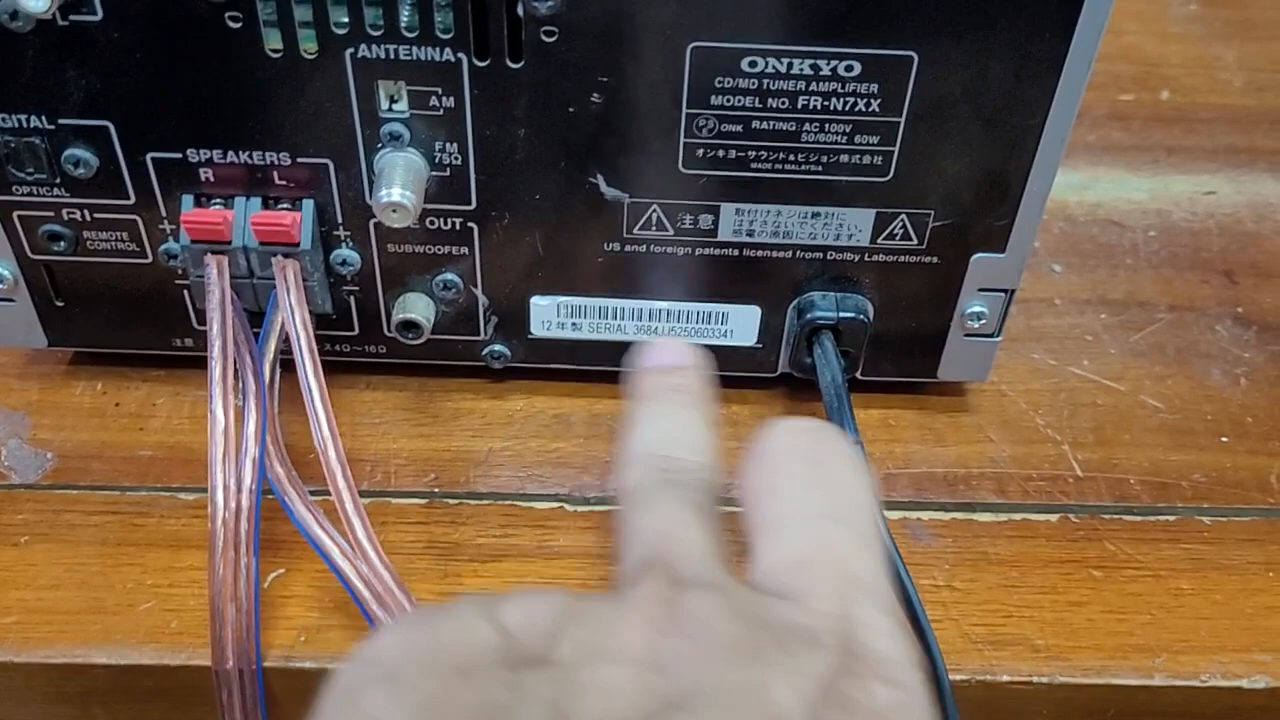 ANTENNA
AM
FM
75Ω
GITAL
OPTICAL
RI
REMOTE
CONTROL
SPEAKERS
R L
+ +
− −
OUT
SUBWOOFER
注意
ス4Ω～16Ω
ONKYO
CD/MD TUNER AMPLIFIER
MODEL NO. FR-N7XX
PS
E ONK RATING: AC 100V
50/60Hz 60W
オンキヨーサウンド&ビジョン株式会社
MADE IN MALAYSIA
注意
取付けネジは絶対に
はずさないでください。
感電の原因になります。
US and foreign patents licensed from Dolby Laboratories.
12年製 SERIAL 3684JJ5250603341